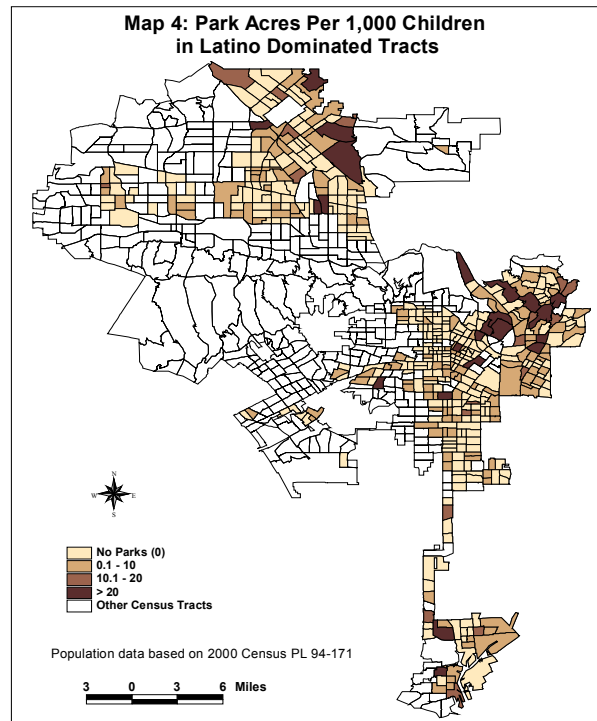 Map 4: Park Acres Per 1,000 Children
in Latino Dominated Tracts
N
W E
S
No Parks (0)
0.1 - 10
10.1 - 20
> 20
Other Census Tracts
Population data based on 2000 Census PL 94-171
3 0 3 6 Miles